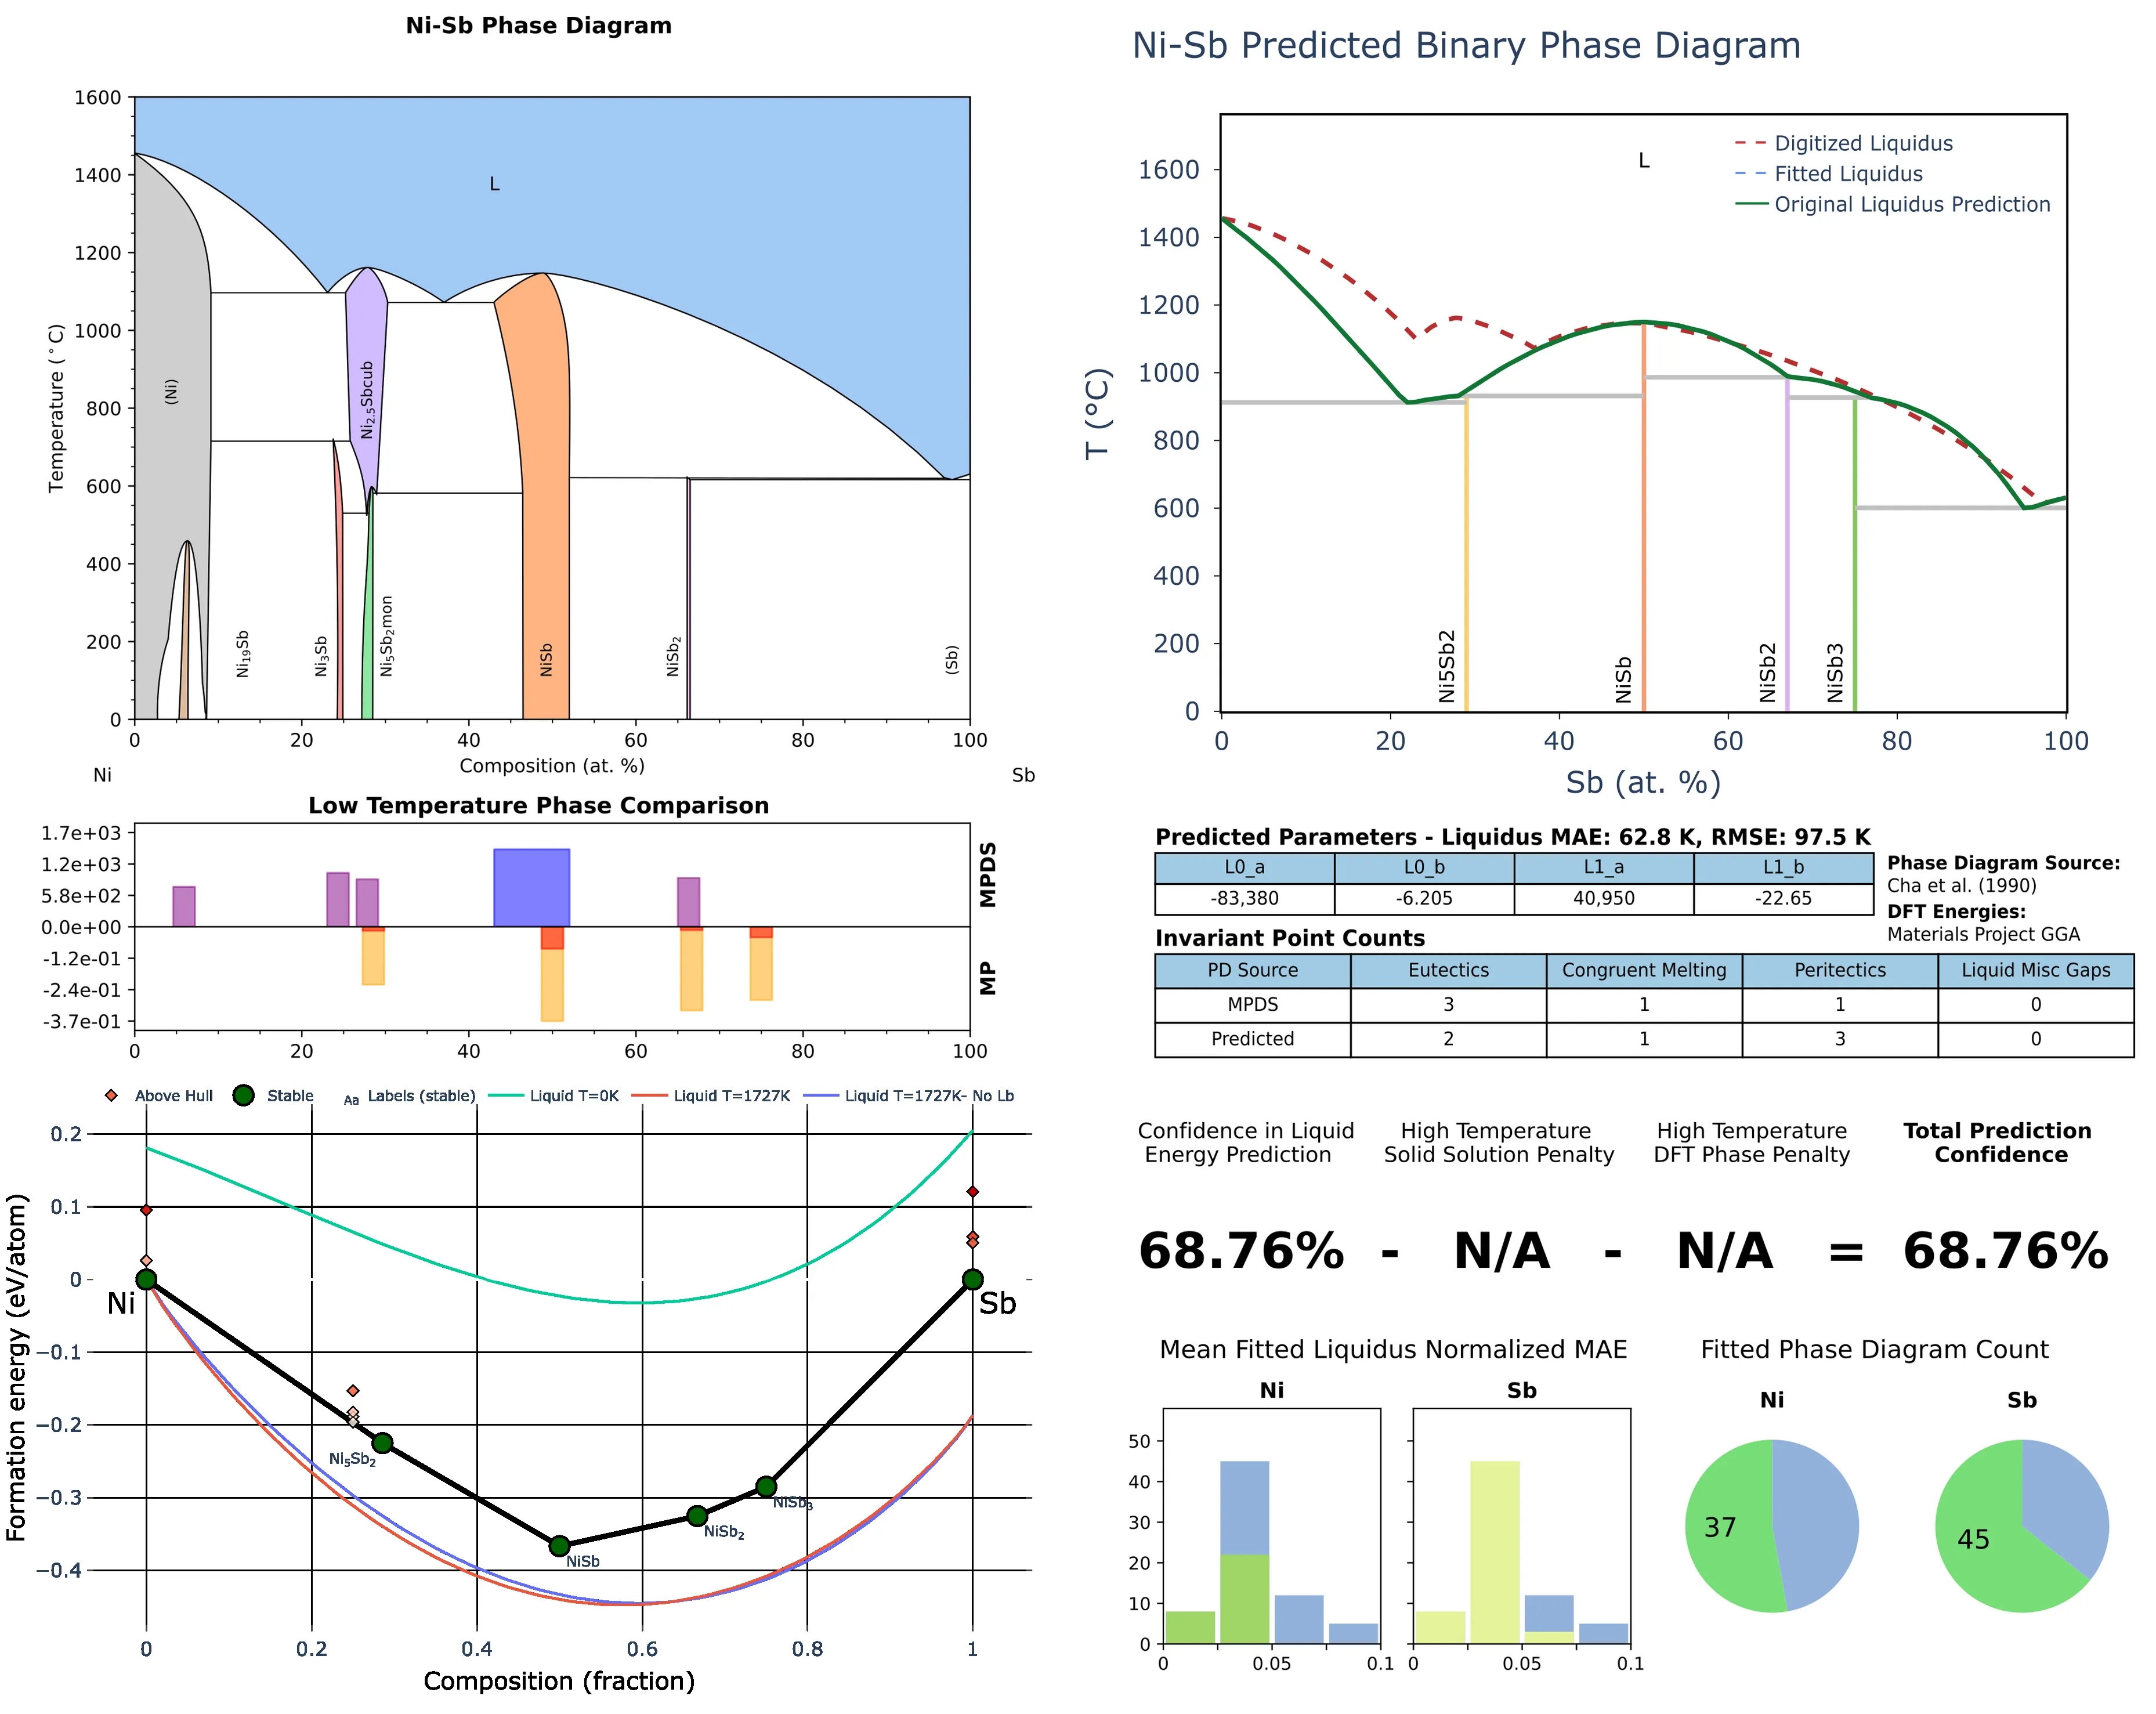 Ni-Sb Phase Diagram
1600
1400
1200
1000
800
600
400
200
0
Temperature (°C)
L
(Ni)
Ni2.5Sbcub
Ni19Sb
Ni3Sb
Ni5Sb2mon
NiSb
NiSb2
(Sb)
0 20 40 60 80 100
Composition (at. %)
Ni Sb
Ni-Sb Predicted Binary Phase Diagram
L
Digitized Liquidus
Fitted Liquidus
Original Liquidus Prediction
1600
1400
1200
1000
800
600
400
200
0
T (°C)
Ni5Sb2
NiSb
NiSb2
NiSb3
0 20 40 60 80 100
Sb (at. %)
Low Temperature Phase Comparison
1.7e+03
1.2e+03
5.8e+02
0.0e+00
-1.2e-01
-2.4e-01
-3.7e-01
MPDS
MP
0 20 40 60 80 100
Predicted Parameters - Liquidus MAE: 62.8 K, RMSE: 97.5 K
L0_a L0_b L1_a L1_b
-83,380 -6.205 40,950 -22.65
Phase Diagram Source:
Cha et al. (1990)
DFT Energies:
Materials Project GGA
Invariant Point Counts
PD Source Eutectics Congruent Melting Peritectics Liquid Misc Gaps
MPDS 3 1 1 0
Predicted 2 1 3 0
Above Hull Stable Aa Labels (stable) Liquid T=0K Liquid T=1727K Liquid T=1727K- No Lb
0.2
0.1
0
−0.1
−0.2
−0.3
−0.4
Formation energy (eV/atom)
Ni
Sb
Ni5Sb2
NiSb
NiSb2
NiSb3
0 0.2 0.4 0.6 0.8 1
Composition (fraction)
Confidence in Liquid
Energy Prediction
High Temperature
Solid Solution Penalty
High Temperature
DFT Phase Penalty
Total Prediction
Confidence
68.76% - N/A - N/A = 68.76%
Mean Fitted Liquidus Normalized MAE
Ni
Sb
50
40
30
20
10
0
0 0.05 0.1
0 0.05 0.1
Fitted Phase Diagram Count
Ni
Sb
37
45